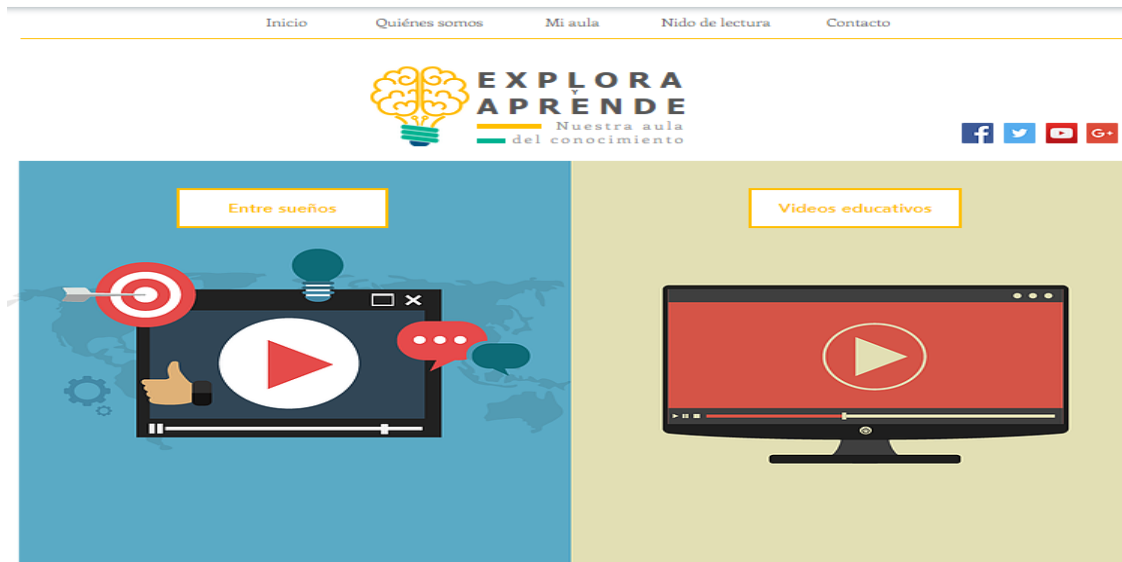 Inicio Quiénes somos Mi aula Nido de lectura Contacto
EXPLORA
Y
APRENDE
Nuestra aula
del conocimiento
f G+
Entre sueños Videos educativos